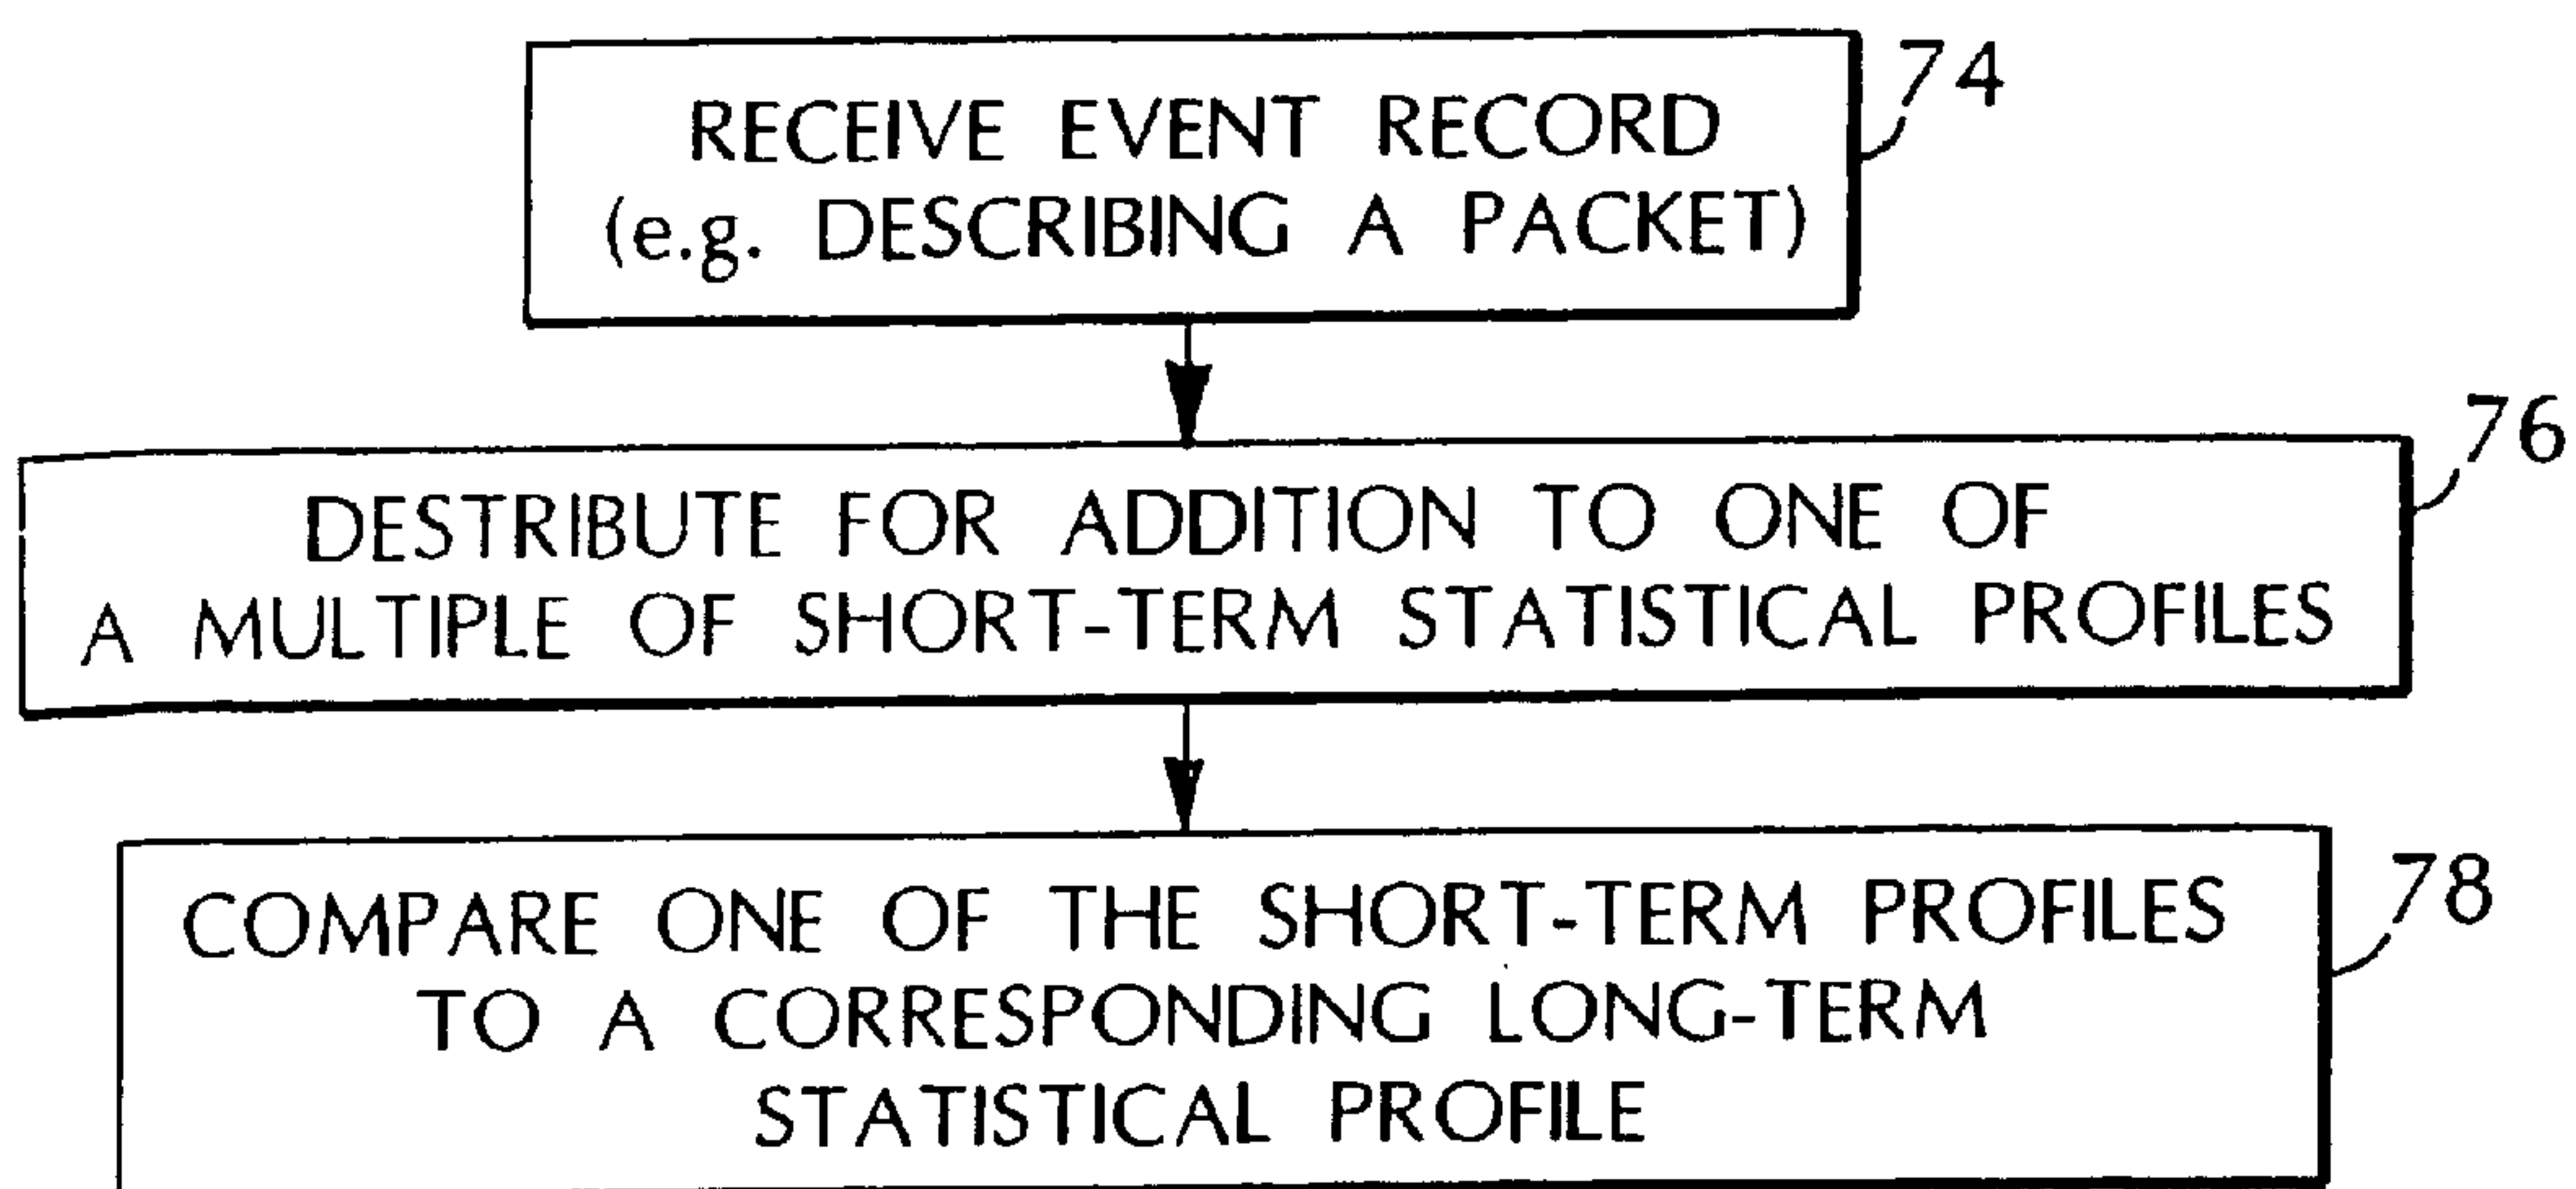 RECEIVE EVENT RECORD
(e.g. DESCRIBING A PACKET)
74
DESTRIBUTE FOR ADDITION TO ONE OF
A MULTIPLE OF SHORT-TERM STATISTICAL PROFILES
76
COMPARE ONE OF THE SHORT-TERM PROFILES
TO A CORRESPONDING LONG-TERM
STATISTICAL PROFILE
78